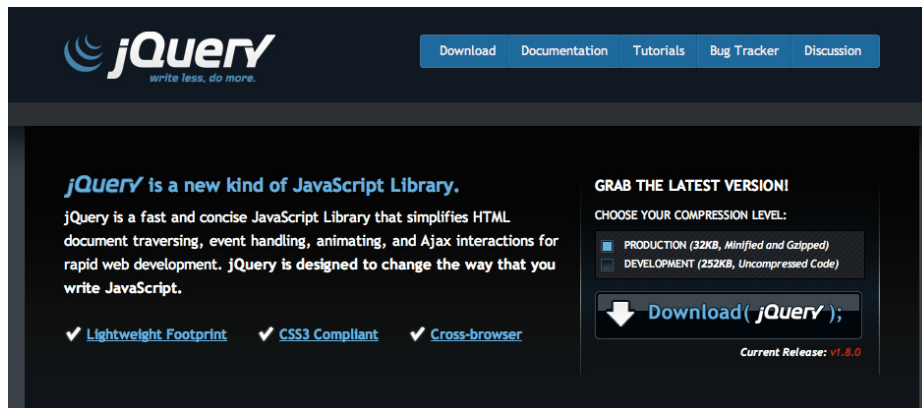 jQuery
write less, do more.
Download Documentation Tutorials Bug Tracker Discussion
jQuery is a new kind of JavaScript Library.
jQuery is a fast and concise JavaScript Library that simplifies HTML
document traversing, event handling, animating, and Ajax interactions for
rapid web development. jQuery is designed to change the way that you
write JavaScript.
Lightweight Footprint CSS3 Compliant Cross-browser
GRAB THE LATEST VERSION!
CHOOSE YOUR COMPRESSION LEVEL:
PRODUCTION (32KB, Minified and Gzipped)
DEVELOPMENT (252KB, Uncompressed Code)
Download( jQuery );
Current Release: v1.8.0